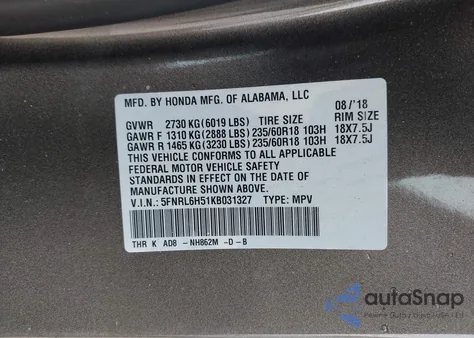 MFD. BY HONDA MFG. OF ALABAMA, LLC
08 /'18
GVWR 2730 KG (6019 LBS) TIRE SIZE RIM SIZE
GAWR F 1310 KG (2888 LBS) 235/60R18 103H 18X7.5J
GAWR R 1465 KG (3230 LBS) 235/60R18 103H 18X7.5J
THIS VEHICLE CONFORMS TO ALL APPLICABLE
FEDERAL MOTOR VEHICLE SAFETY
STANDARDS IN EFFECT ON THE DATE OF
MANUFACTURE SHOWN ABOVE.
V.I.N.: 5FNRL6H51KB031327 TYPE: MPV
THR K AD8 - NH862M -D - B
autoSnap